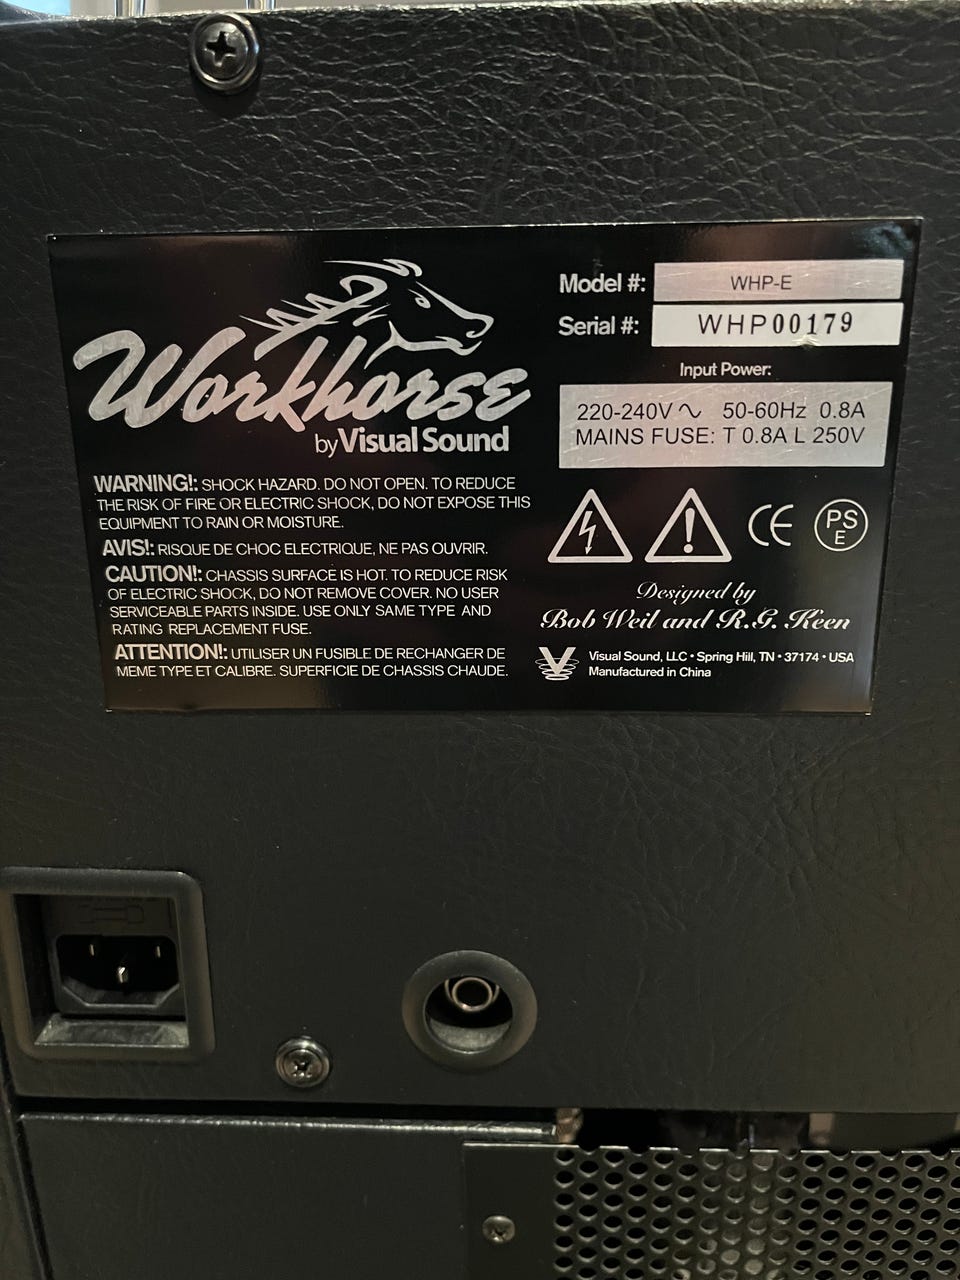 Workhorse
by Visual Sound
WARNING!: SHOCK HAZARD. DO NOT OPEN. TO REDUCE
THE RISK OF FIRE OR ELECTRIC SHOCK, DO NOT EXPOSE THIS
EQUIPMENT TO RAIN OR MOISTURE.
AVIS!: RISQUE DE CHOC ELECTRIQUE, NE PAS OUVRIR.
CAUTION!: CHASSIS SURFACE IS HOT. TO REDUCE RISK
OF ELECTRIC SHOCK, DO NOT REMOVE COVER. NO USER
SERVICEABLE PARTS INSIDE. USE ONLY SAME TYPE AND
RATING REPLACEMENT FUSE.
ATTENTION!: UTILISER UN FUSIBLE DE RECHANGER DE
MEME TYPE ET CALIBRE. SUPERFICIE DE CHASSIS CHAUDE.
Model #: WHP-E
Serial #: WHP00179
Input Power:
220-240V ∿ 50-60Hz 0.8A
MAINS FUSE: T 0.8A L 250V
CE PS E
Designed by
Bob Weil and R.G. Keen
Visual Sound, LLC • Spring Hill, TN • 37174 • USA
Manufactured in China